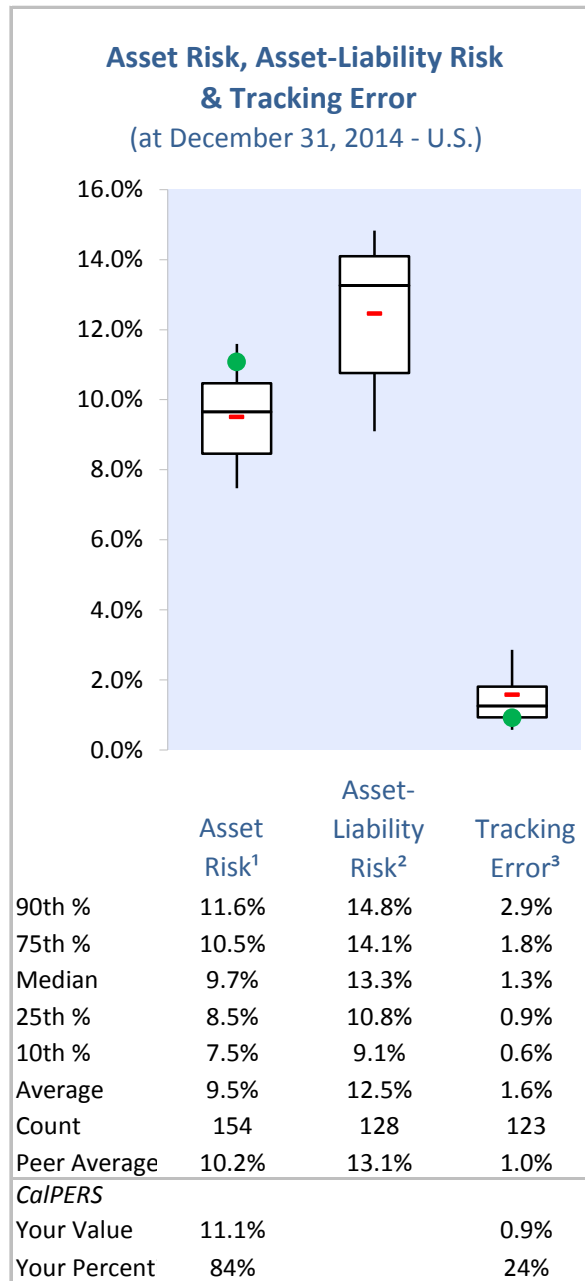 Asset Risk, Asset-Liability Risk
& Tracking Error
(at December 31, 2014 - U.S.)
16.0%
14.0%
12.0%
10.0%
8.0%
6.0%
4.0%
2.0%
0.0%
Asset Risk¹ Asset-Liability Risk² Tracking Error³
90th % 11.6% 14.8% 2.9%
75th % 10.5% 14.1% 1.8%
Median 9.7% 13.3% 1.3%
25th % 8.5% 10.8% 0.9%
10th % 7.5% 9.1% 0.6%
Average 9.5% 12.5% 1.6%
Count 154 128 123
Peer Average 10.2% 13.1% 1.0%
CalPERS
Your Value 11.1% 0.9%
Your Percent 84% 24%